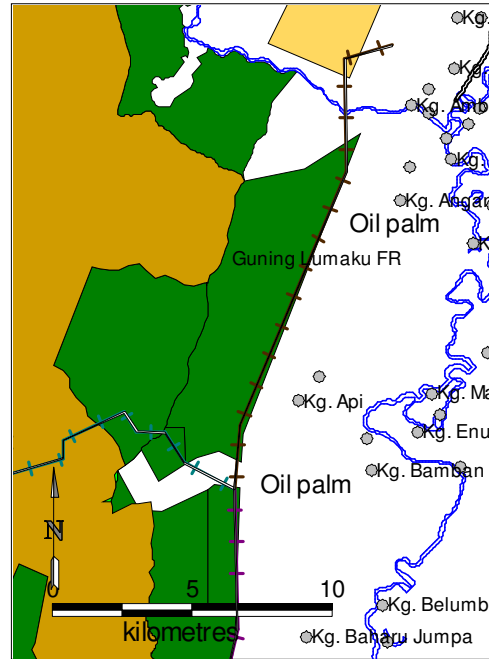 Kg.
Kg. Amb
Kg.
Kg. Angar
Oil palm
K
Guning Lumaku FR
Kg. Api
Kg. Ma
Kg. Enu
Kg. Bamban
Oil palm
N
0 5 10
kilometres
Kg. Belumb
Kg. Baharu Jumpa